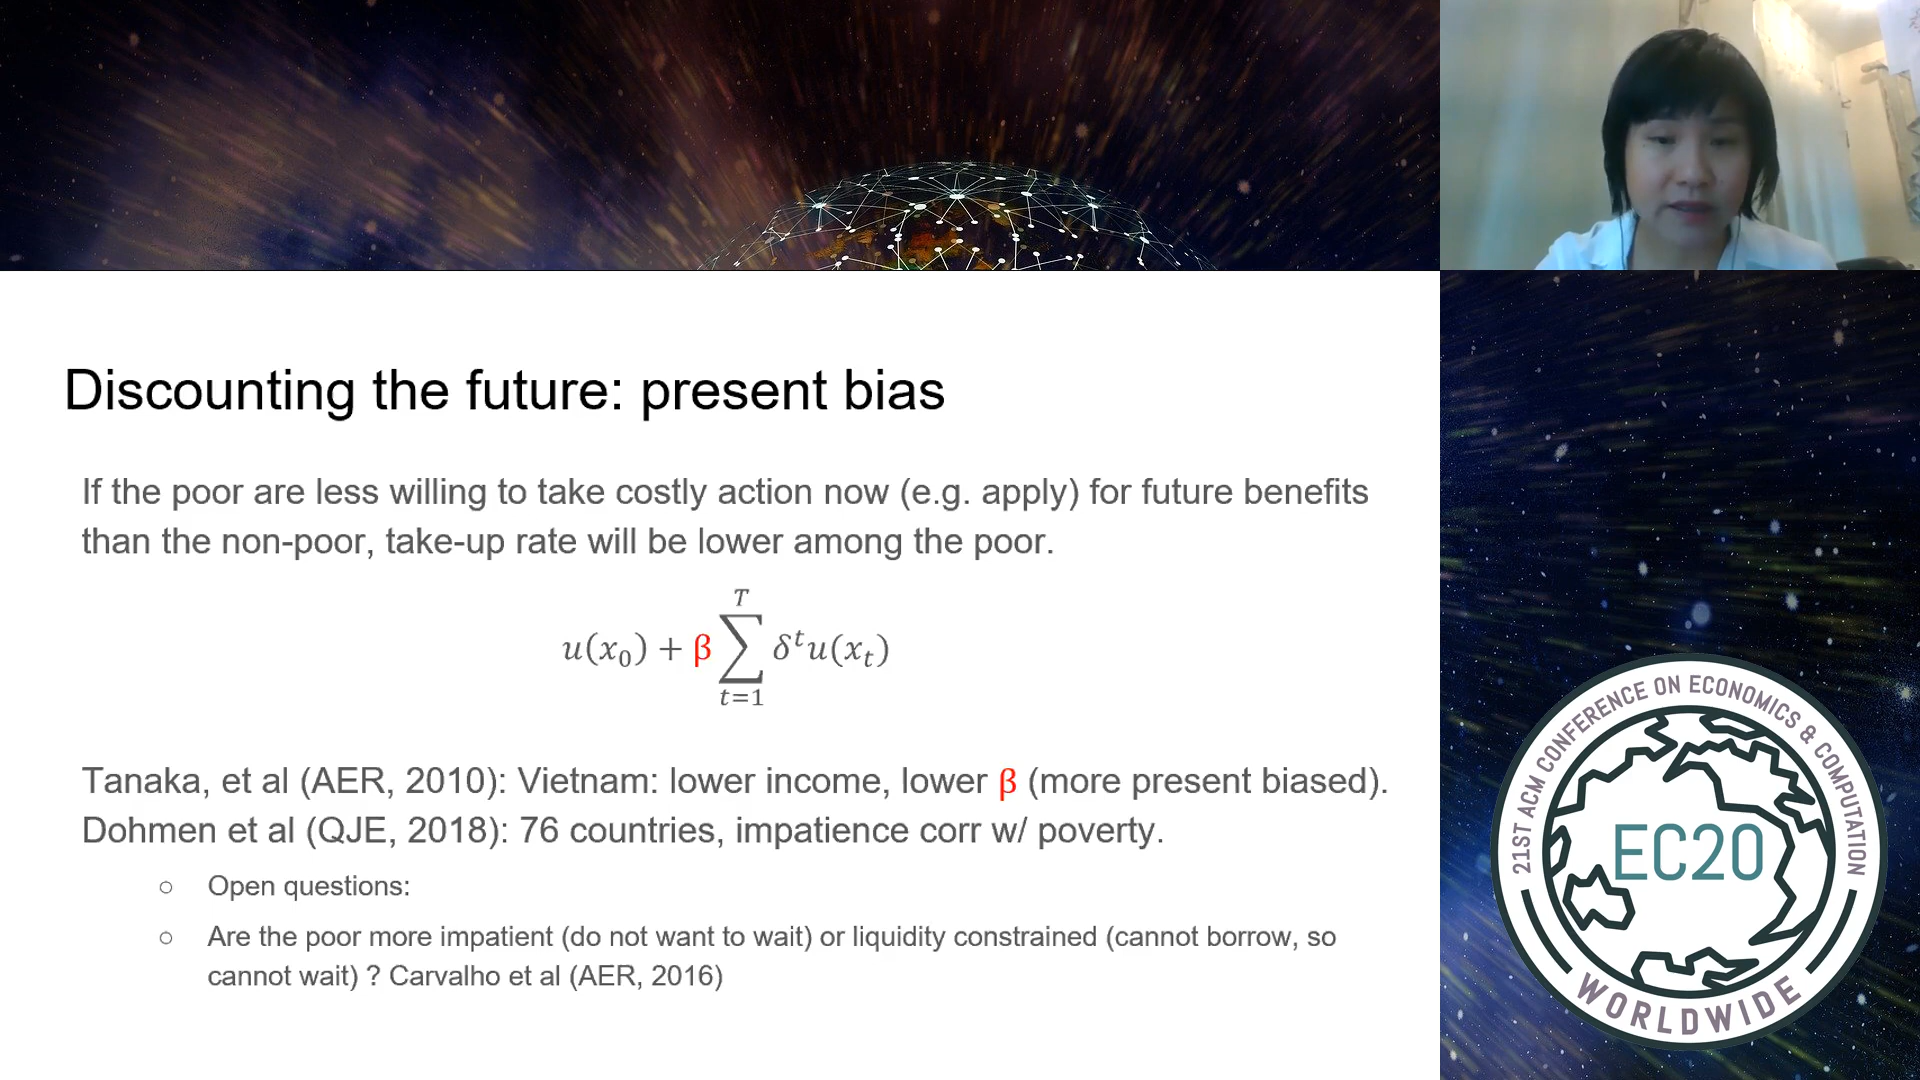 Discounting the future: present bias
If the poor are less willing to take costly action now (e.g. apply) for future benefits
than the non-poor, take-up rate will be lower among the poor.
T
u(x₀) + β ∑ δᵗu(xₜ)
t=1
Tanaka, et al (AER, 2010): Vietnam: lower income, lower β (more present biased).
Dohmen et al (QJE, 2018): 76 countries, impatience corr w/ poverty.
○ Open questions:
○ Are the poor more impatient (do not want to wait) or liquidity constrained (cannot borrow, so
cannot wait) ? Carvalho et al (AER, 2016)
21ST ACM CONFERENCE ON ECONOMICS & COMPUTATION
EC20
WORLDWIDE